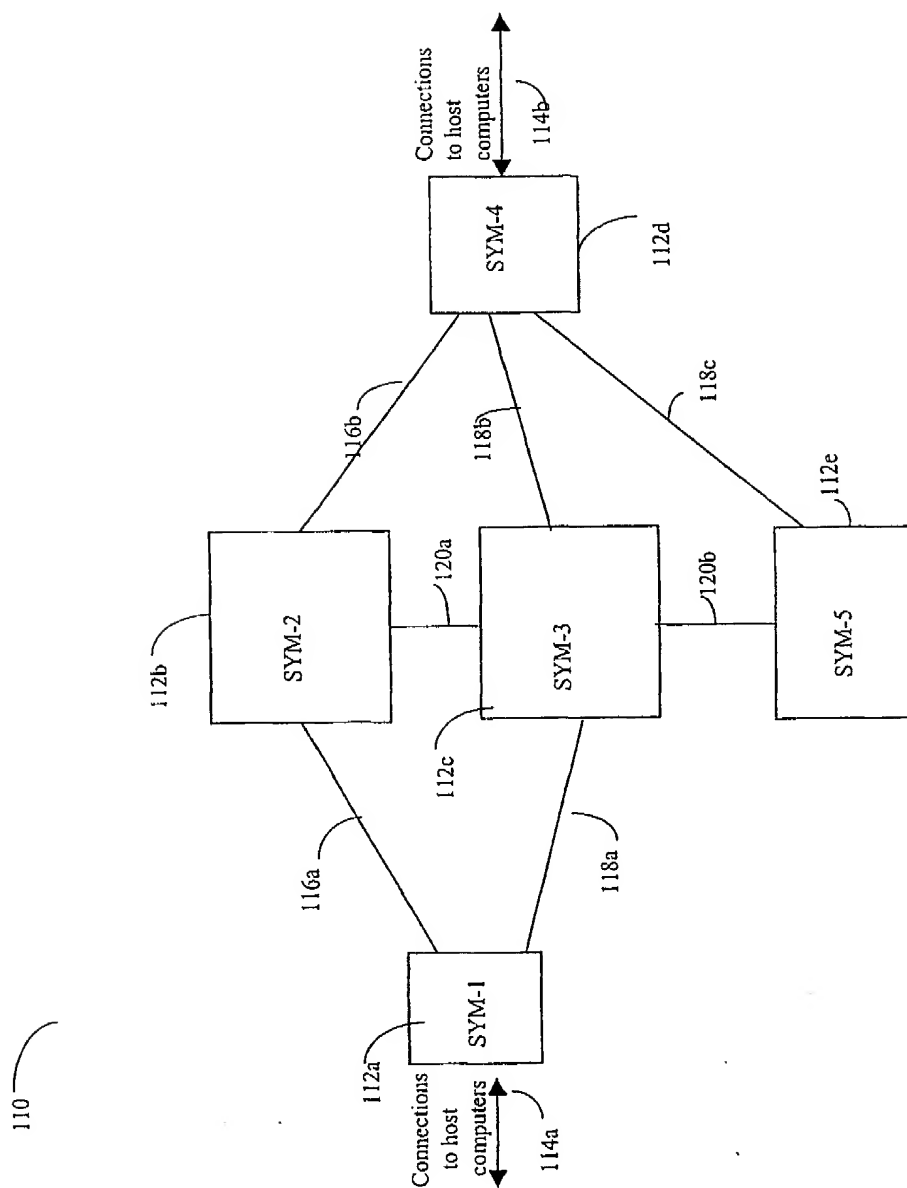 110
Connections
to host
computers
114a
112a
SYM-1
116a
118a
112b
SYM-2
120a
112c
SYM-3
120b
SYM-5
112e
116b
118b
118c
SYM-4
112d
Connections
to host
computers
114b